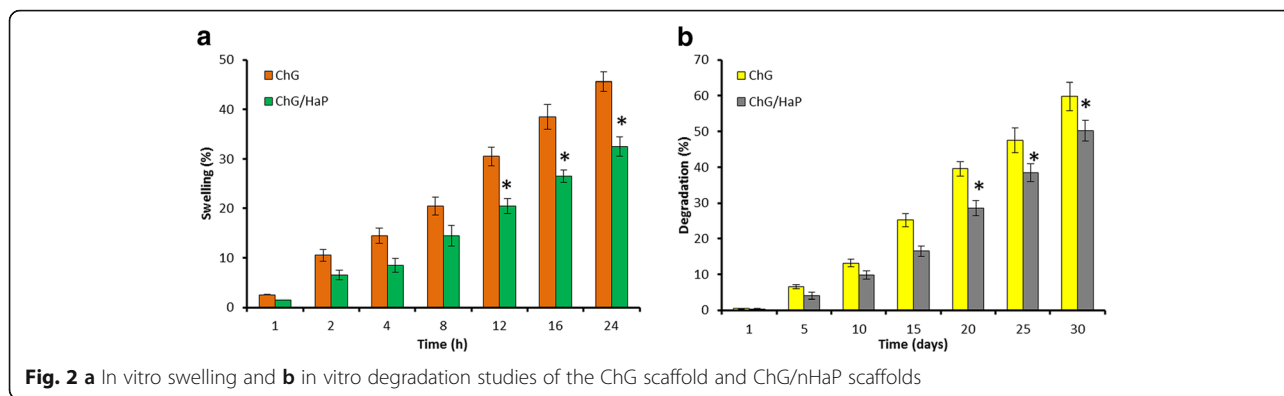 a
50
40
30
20
10
0
Swelling (%)
ChG
ChG/HaP
*
*
*
1 2 4 8 12 16 24
Time (h)
b
70
60
50
40
30
20
10
0
Degradation (%)
ChG
ChG/HaP
*
*
*
1 5 10 15 20 25 30
Time (days)
Fig. 2 a In vitro swelling and b in vitro degradation studies of the ChG scaffold and ChG/nHaP scaffolds